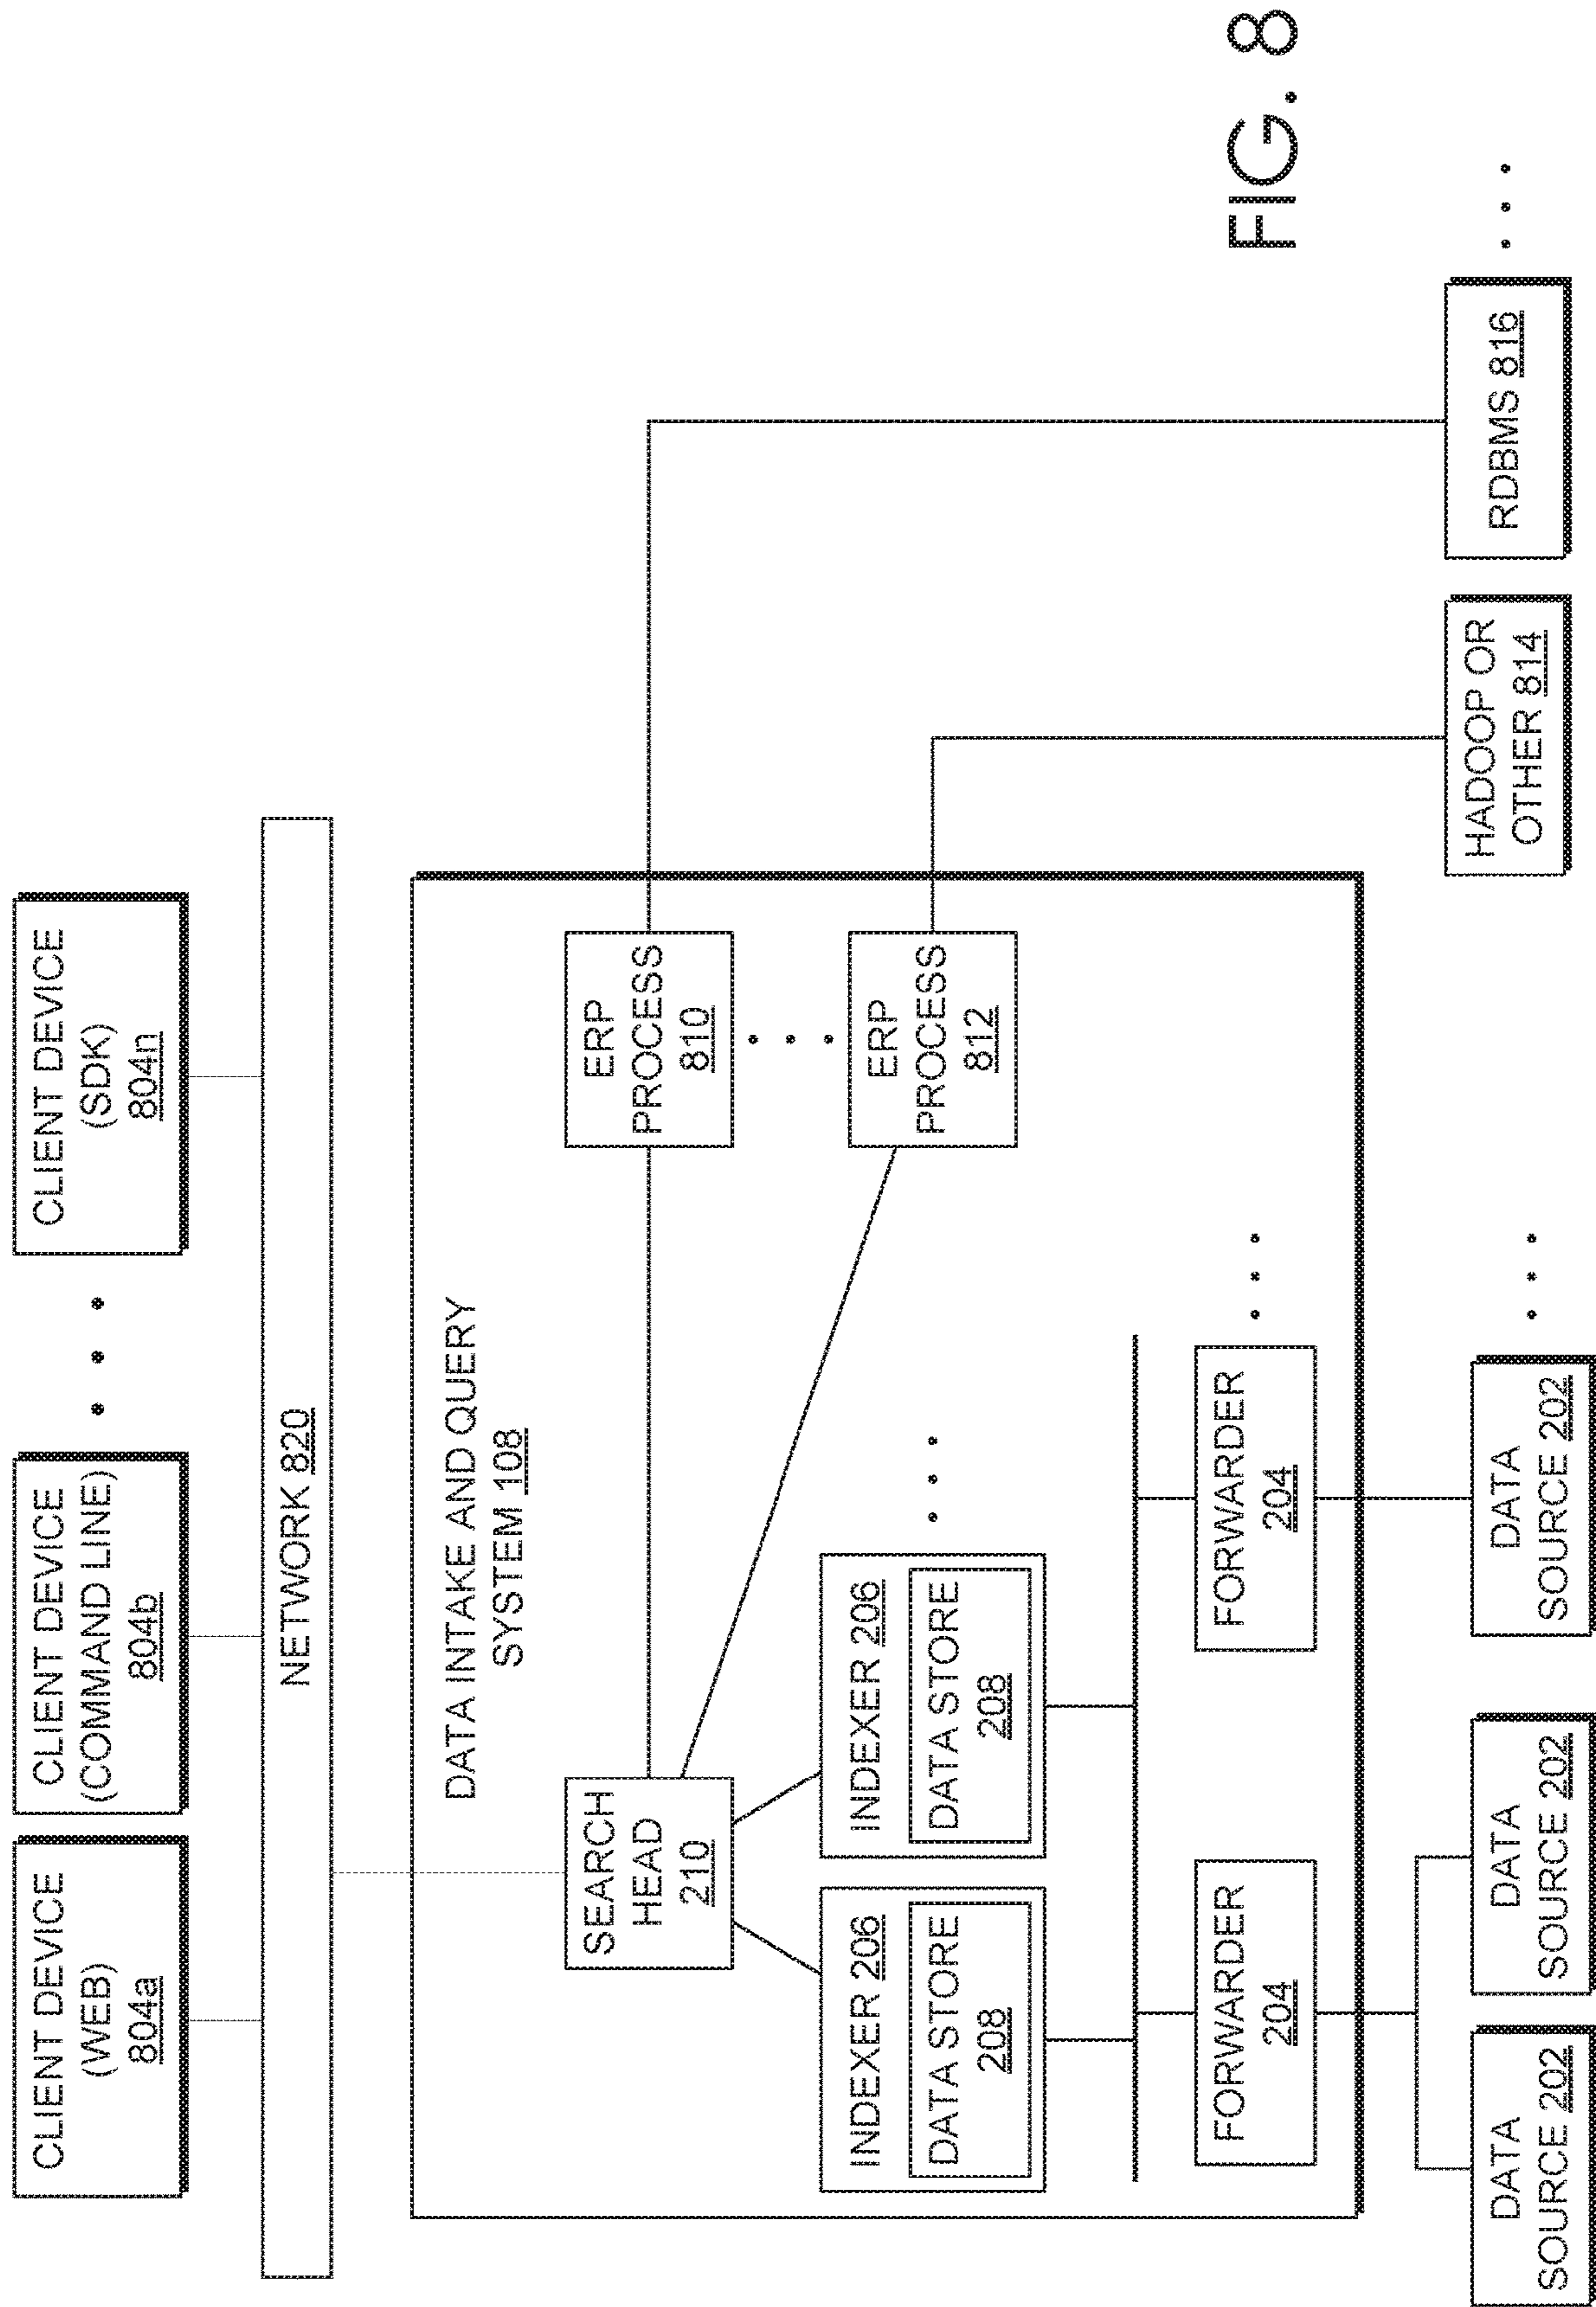 CLIENT DEVICE
(WEB)
804a
CLIENT DEVICE
(COMMAND LINE)
804b
CLIENT DEVICE
(SDK)
804n
NETWORK 820
DATA INTAKE AND QUERY
SYSTEM 108
SEARCH
HEAD
210
ERP
PROCESS
810
INDEXER 206
DATA STORE
208
INDEXER 206
DATA STORE
208
ERP
PROCESS
812
FORWARDER
204
FORWARDER
204
DATA
SOURCE 202
DATA
SOURCE 202
DATA
SOURCE 202
HADOOP OR
OTHER 814
RDBMS 816
FIG. 8